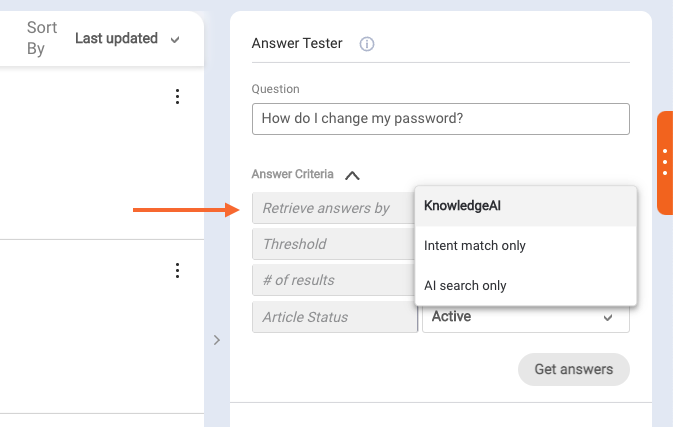 Sort
By
Last updated
Answer Tester
Question
How do I change my password?
Answer Criteria
Retrieve answers by
KnowledgeAI
Threshold
Intent match only
# of results
AI search only
Article Status
Active
Get answers